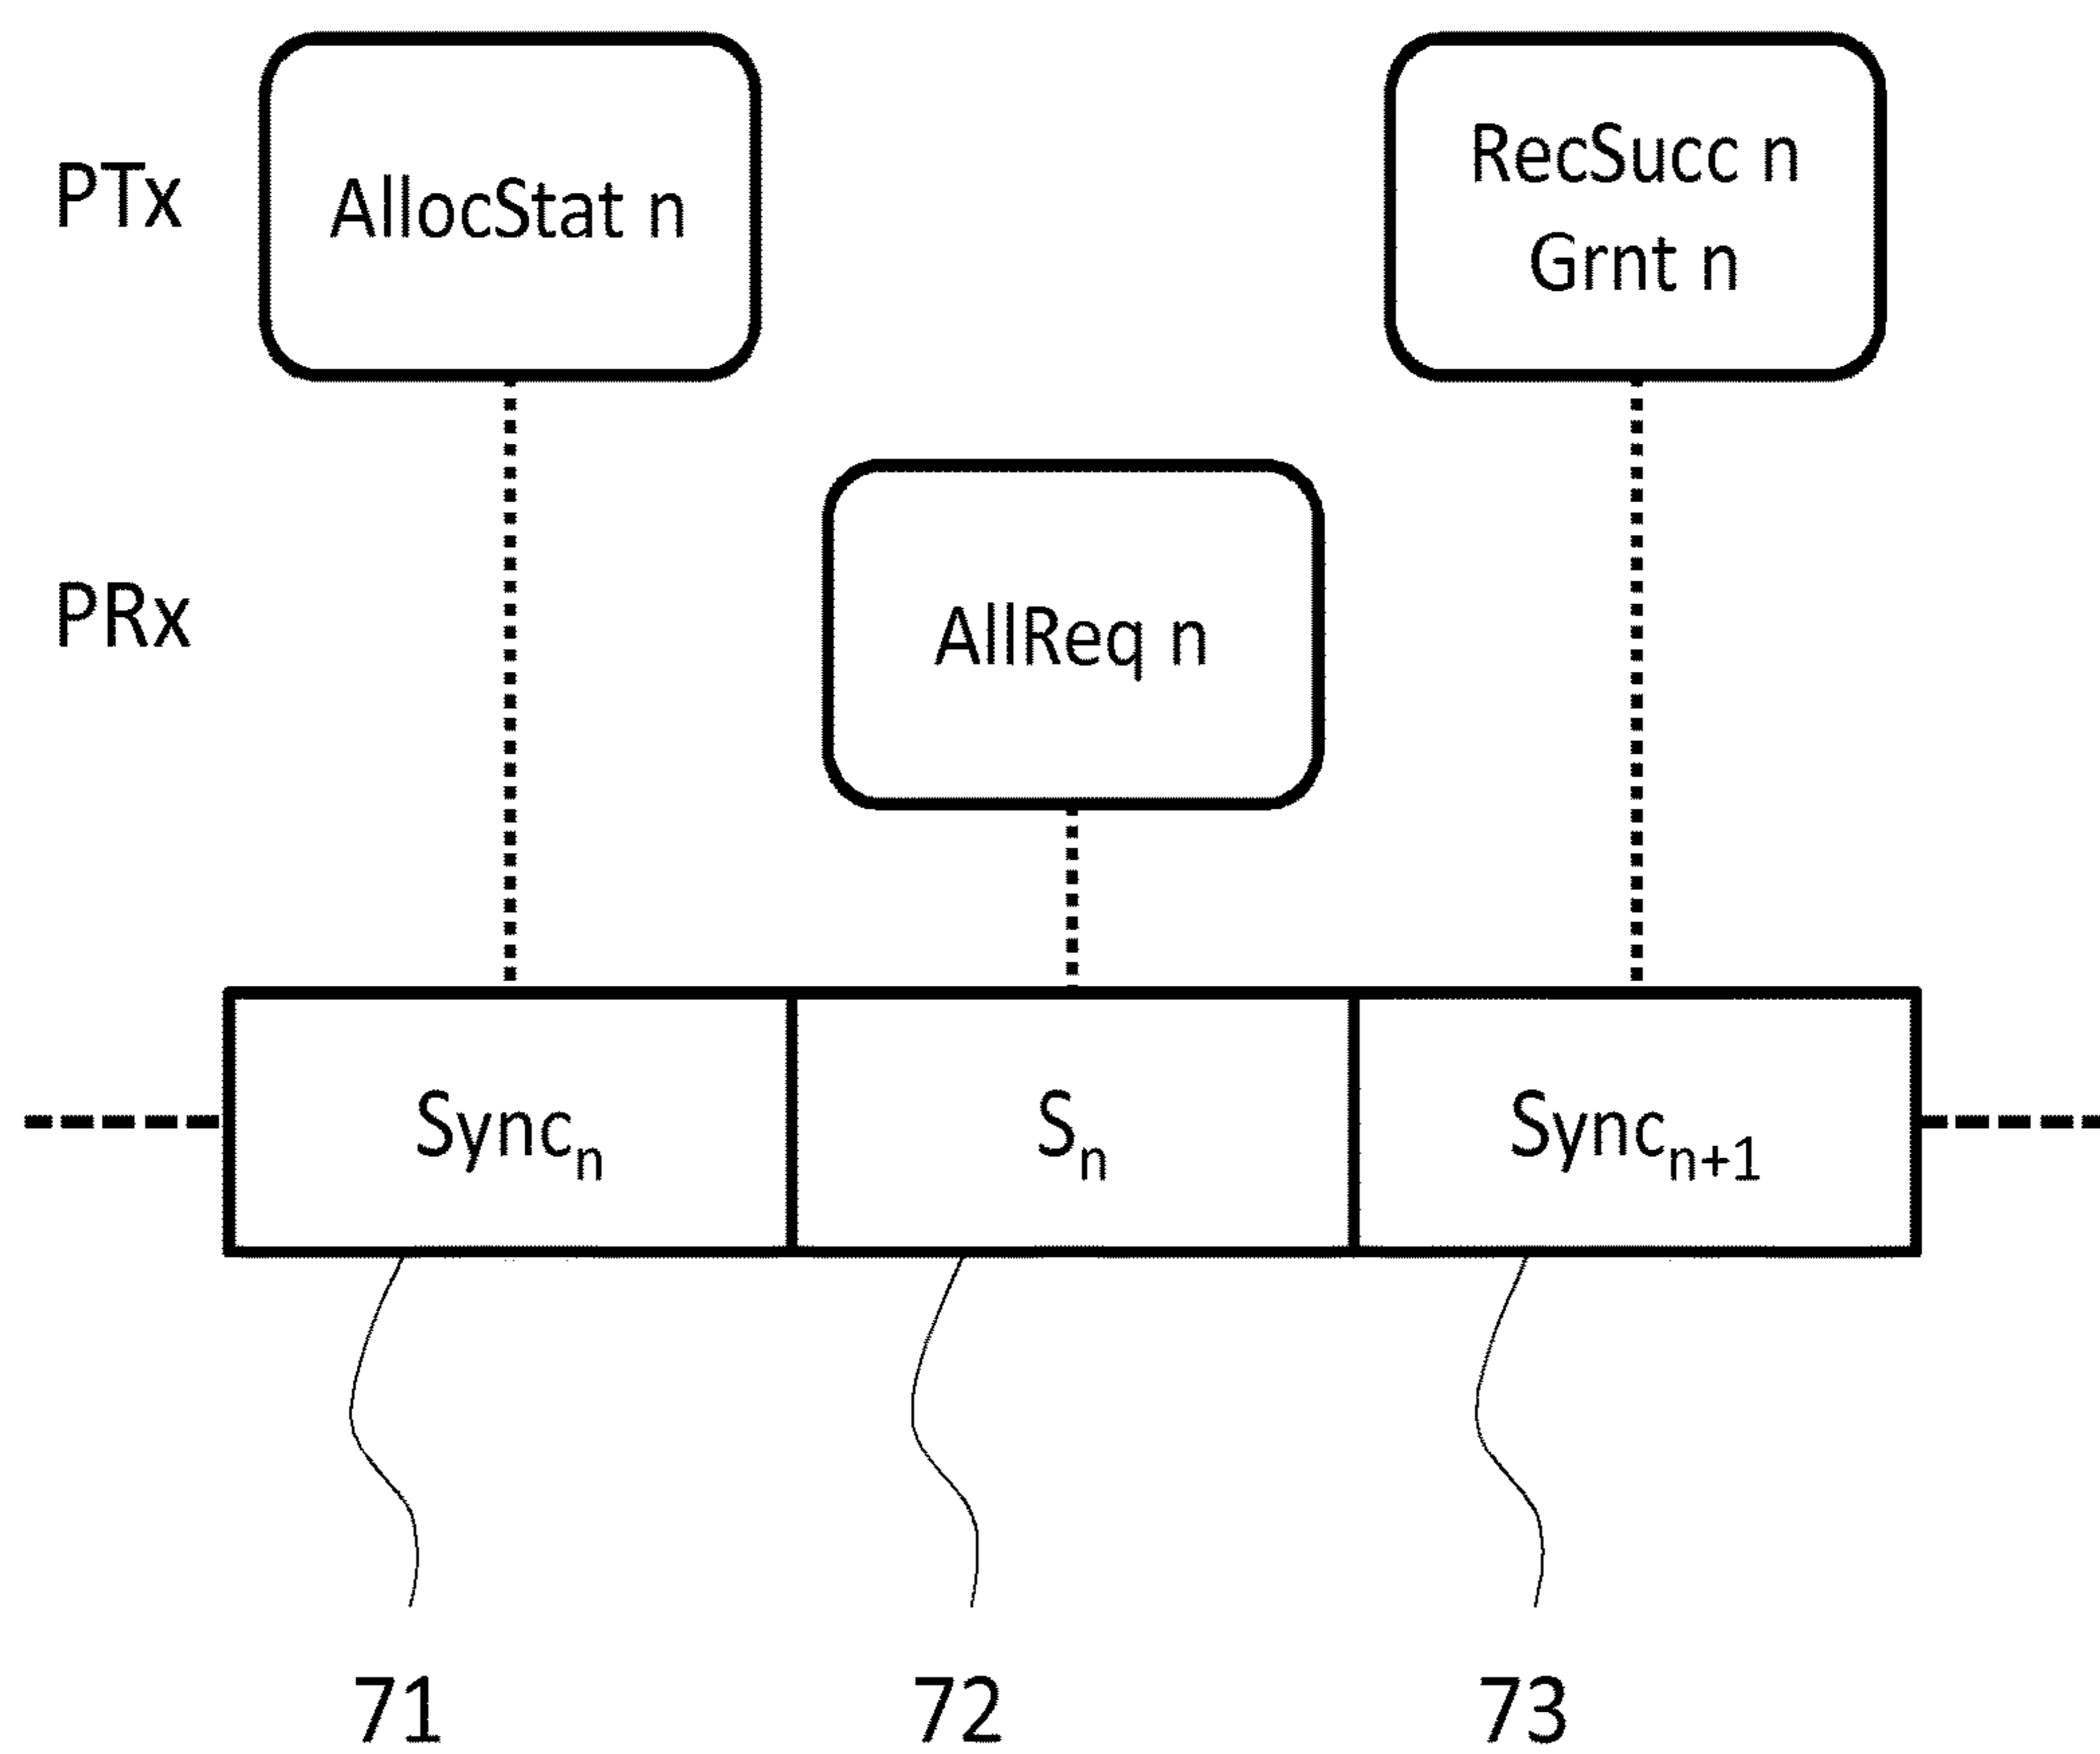 PTx
AllocStat n
RecSucc n
Grnt n
PRx
AllReq n
Syncₙ
Sₙ
Syncₙ₊₁
71
72
73